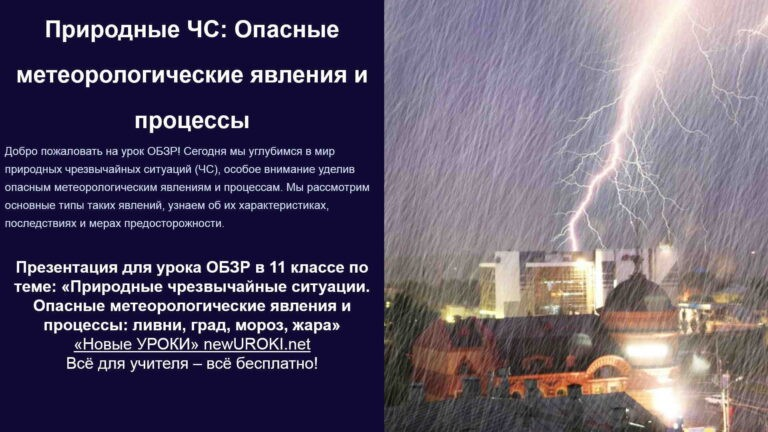 Природные ЧС: Опасные
метеорологические явления и
процессы
Добро пожаловать на урок ОБЗР! Сегодня мы углубимся в мир
природных чрезвычайных ситуаций (ЧС), особое внимание уделив
опасным метеорологическим явлениям и процессам. Мы рассмотрим
основные типы таких явлений, узнаем об их характеристиках,
последствиях и мерах предосторожности.
Презентация для урока ОБЗР в 11 классе по
теме: «Природные чрезвычайные ситуации.
Опасные метеорологические явления и
процессы: ливни, град, мороз, жара»
«Новые УРОКИ» newUROKI.net
Всё для учителя – всё бесплатно!